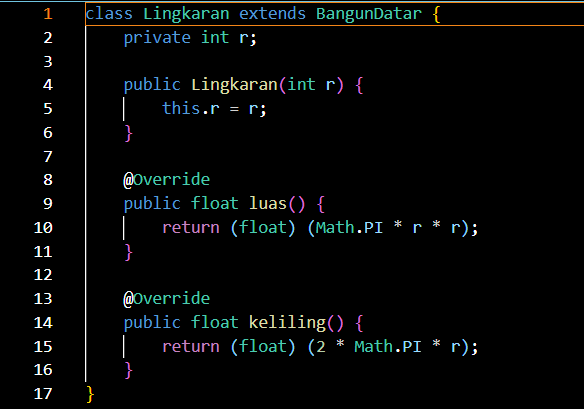 1 class Lingkaran extends BangunDatar {
2     private int r;
3
4     public Lingkaran(int r) {
5         this.r = r;
6     }
7
8     @Override
9     public float luas() {
10         return (float) (Math.PI * r * r);
11     }
12
13     @Override
14     public float keliling() {
15         return (float) (2 * Math.PI * r);
16     }
17 }